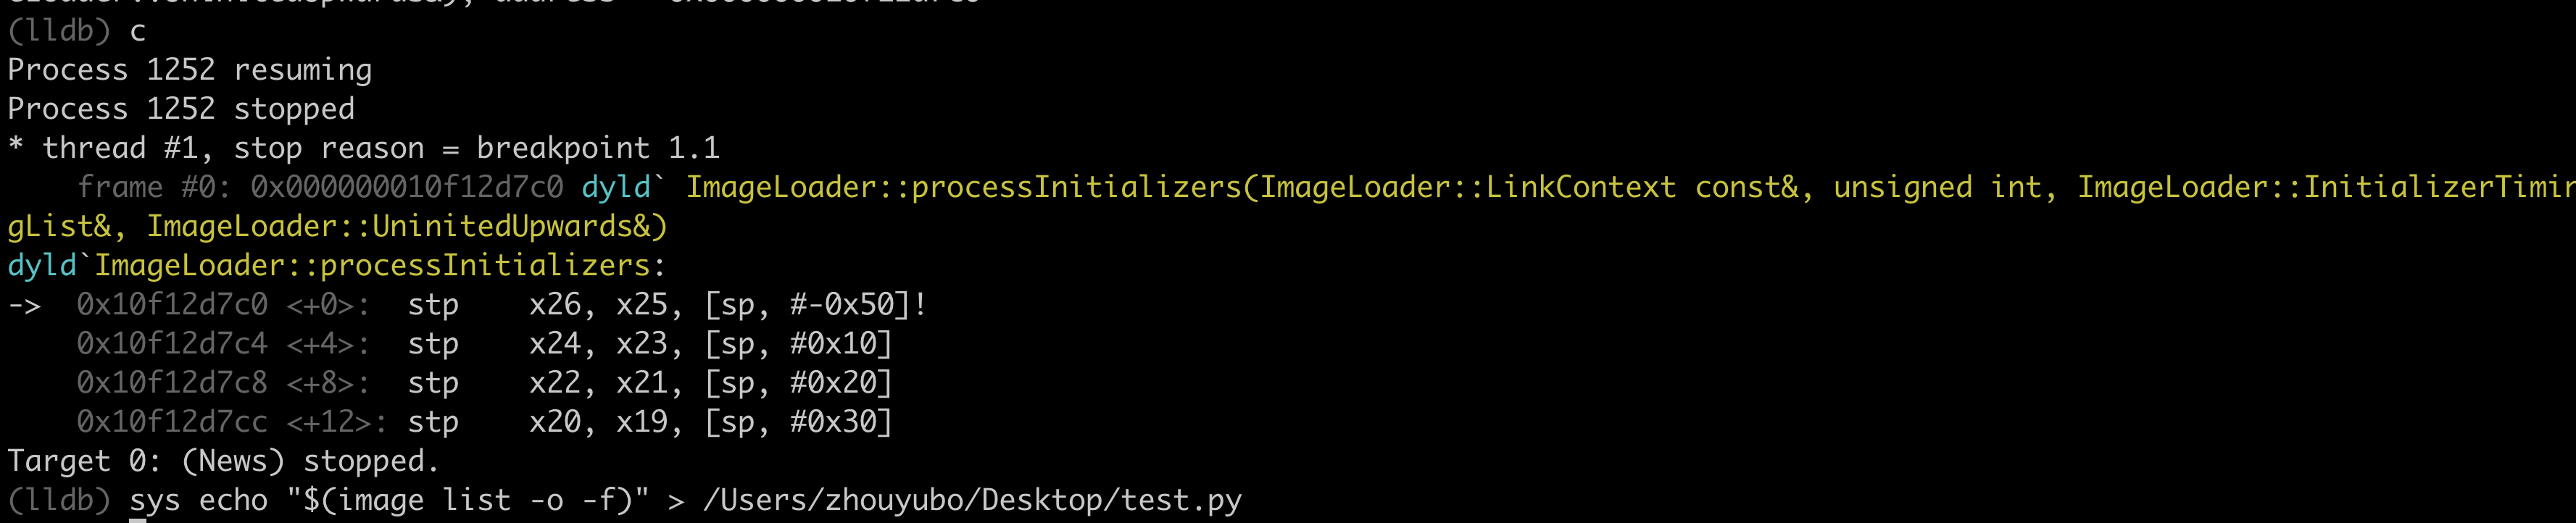 (lldb) c
Process 1252 resuming
Process 1252 stopped
* thread #1, stop reason = breakpoint 1.1
    frame #0: 0x000000010f12d7c0 dyld` ImageLoader::processInitializers(ImageLoader::LinkContext const&, unsigned int, ImageLoader::InitializerTimin
gList&, ImageLoader::UninitedUpwards&)
dyld`ImageLoader::processInitializers:
->  0x10f12d7c0 <+0>:  stp    x26, x25, [sp, #-0x50]!
    0x10f12d7c4 <+4>:  stp    x24, x23, [sp, #0x10]
    0x10f12d7c8 <+8>:  stp    x22, x21, [sp, #0x20]
    0x10f12d7cc <+12>: stp    x20, x19, [sp, #0x30]
Target 0: (News) stopped.
(lldb) sys echo "$(image list -o -f)" > /Users/zhouyubo/Desktop/test.py